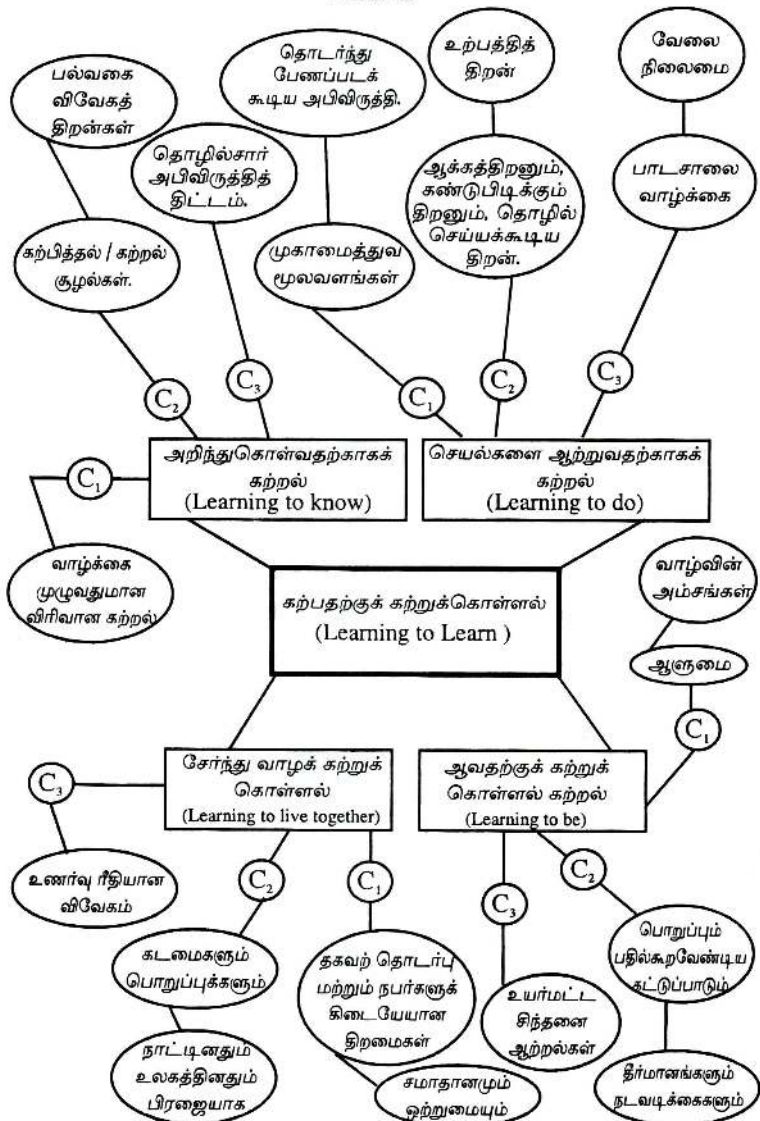 பல்வகை
விவேகத்
திறன்கள்
தொடர்ந்து
பேணப்படக்
கூடிய அபிவிருத்தி.
உற்பத்தித்
திறன்
வேலை
நிலைமை
தொழில்சார்
அபிவிருத்தித்
திட்டம்.
ஆக்கத்திறனும்,
கண்டுபிடிக்கும்
திறனும், தொழில்
செய்யக்கூடிய
திறன்.
பாடசாலை
வாழ்க்கை
கற்பித்தல் / கற்றல்
சூழல்கள்.
முகாமைத்துவ
மூலவளங்கள்
C2
C3
C1
C2
C3
C1
அறிந்துகொள்வதற்காகக்
கற்றல்
(Learning to know)
செயல்களை ஆற்றுவதற்காகக்
கற்றல்
(Learning to do)
வாழ்க்கை
முழுவதுமான
விரிவான கற்றல்
கற்பதற்குக் கற்றுக்கொள்ளல்
(Learning to Learn )
வாழ்வின்
அம்சங்கள்
ஆளுமை
C1
சேர்ந்து வாழக் கற்றுக்
கொள்ளல்
(Learning to live together)
ஆவதற்குக் கற்றுக்
கொள்ளல் கற்றல்
(Learning to be)
C3
C2
C1
C3
C2
உணர்வு ரீதியான
விவேகம்
கடமைகளும்
பொறுப்புக்களும்
தகவற் தொடர்பு
மற்றும் நபர்களுக்
கிடையேயான
திறமைகள்
உயர்மட்ட
சிந்தனை
ஆற்றல்கள்
பொறுப்பும்
பதில்கூறவேண்டிய
கட்டுப்பாடும்
நாட்டினதும்
உலகத்தினதும்
பிரஜையாக
சமாதானமும்
ஒற்றுமையும்
தீர்மானங்களும்
நடவடிக்கைகளும்